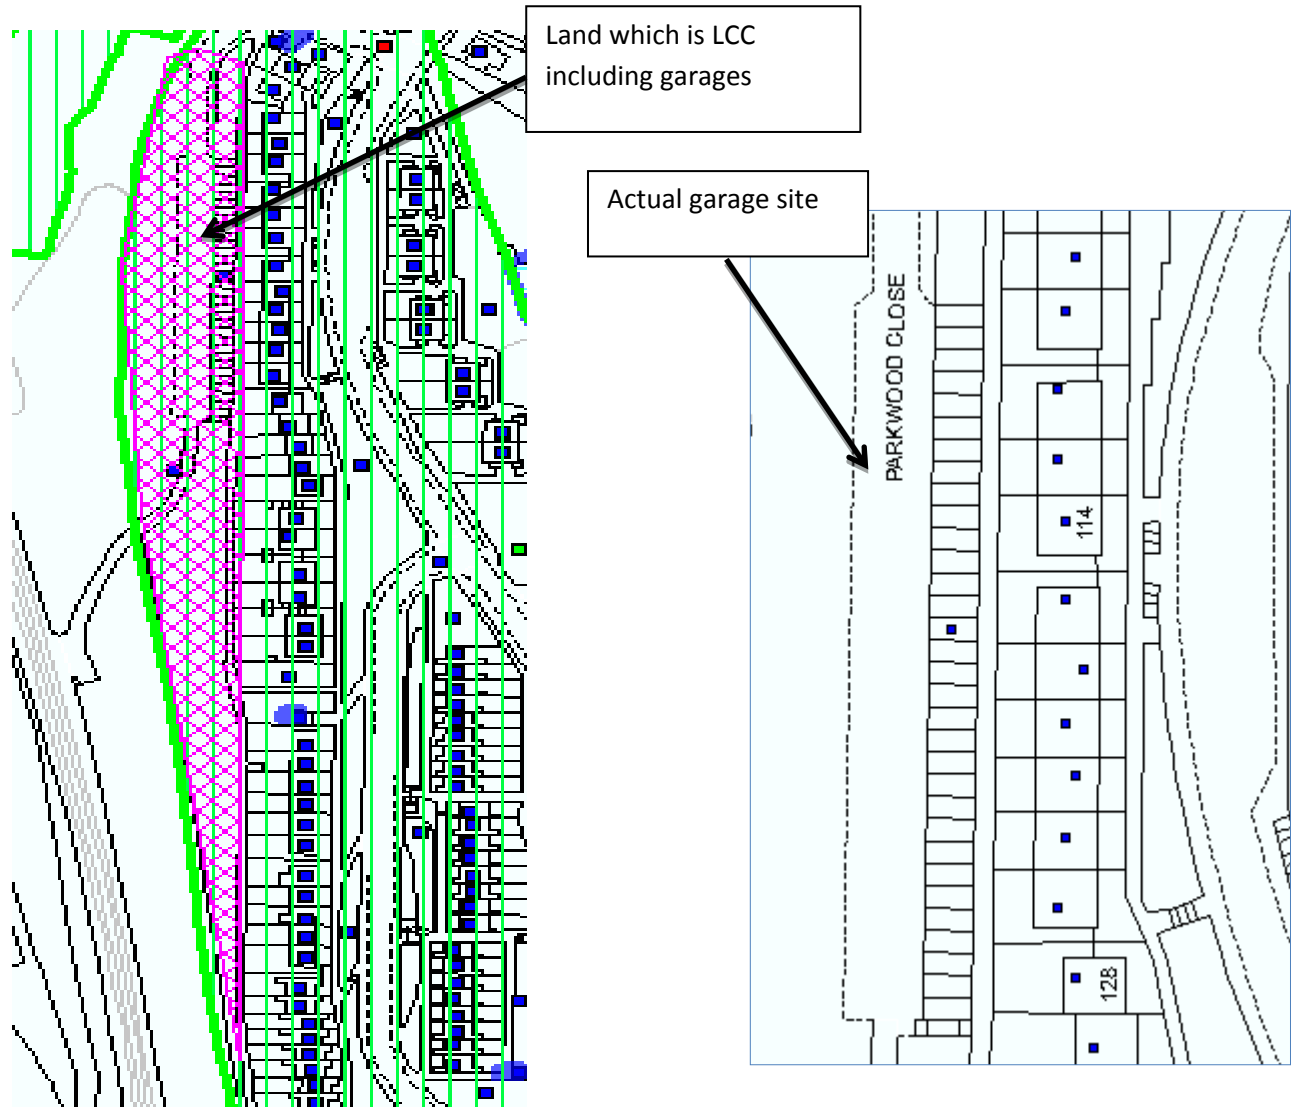 Land which is LCC
including garages
Actual garage site
PARKWOOD CLOSE
114
128